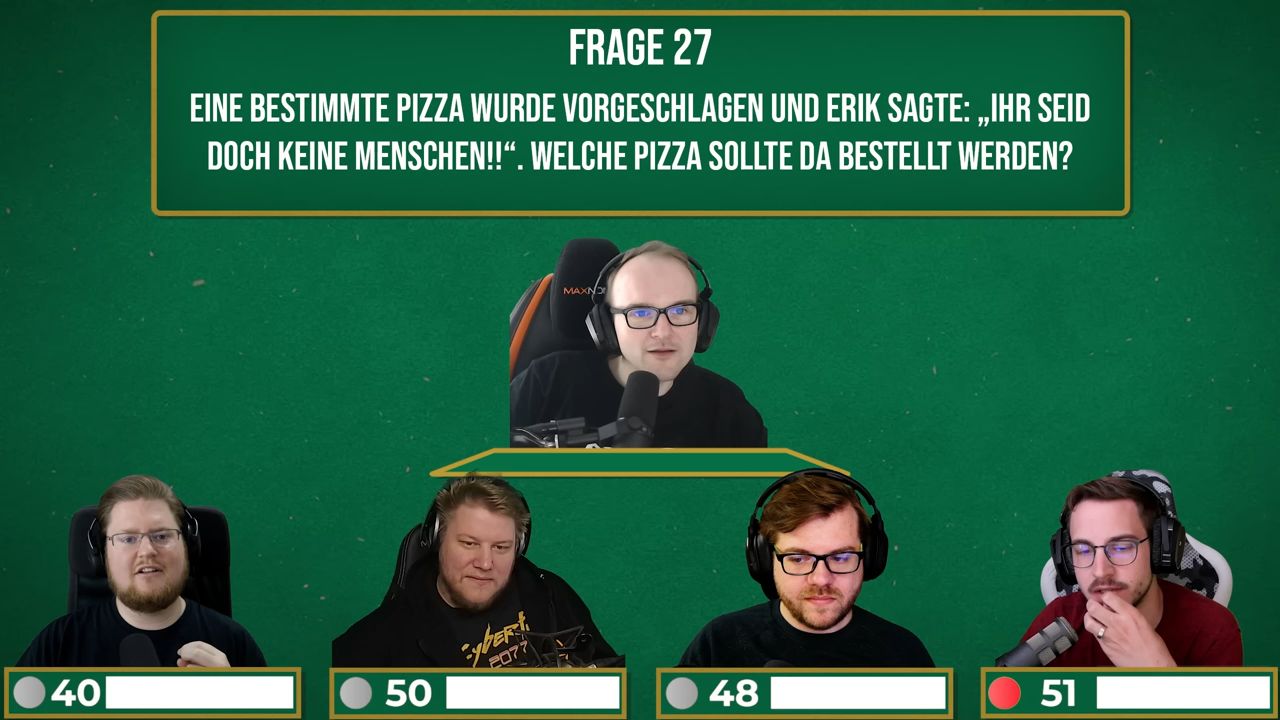 FRAGE 27
EINE BESTIMMTE PIZZA WURDE VORGESCHLAGEN UND ERIK SAGTE: „IHR SEID
DOCH KEINE MENSCHEN!!“. WELCHE PIZZA SOLLTE DA BESTELLT WERDEN?
2077
40
50
48
51